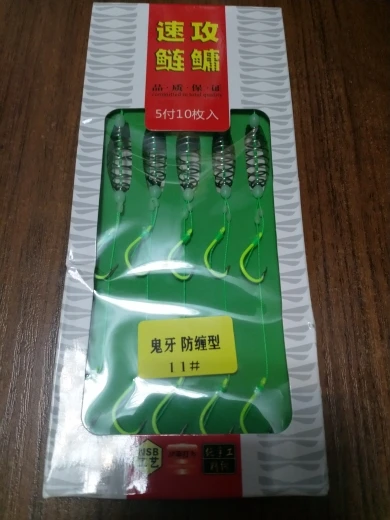 速攻
鲢鳙
品·质·保·证
5付10枚入
鬼牙 防缠型
11#